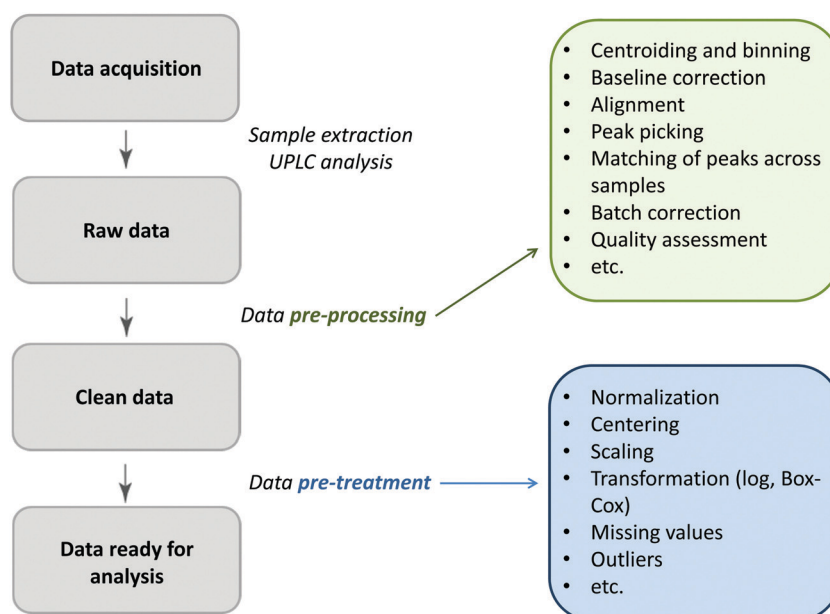 Data acquisition
Sample extraction
UPLC analysis
Raw data
Data pre-processing
Clean data
Data pre-treatment
Data ready for
analysis
• Centroiding and binning
• Baseline correction
• Alignment
• Peak picking
• Matching of peaks across
samples
• Batch correction
• Quality assessment
• etc.
• Normalization
• Centering
• Scaling
• Transformation (log, Box-
Cox)
• Missing values
• Outliers
• etc.